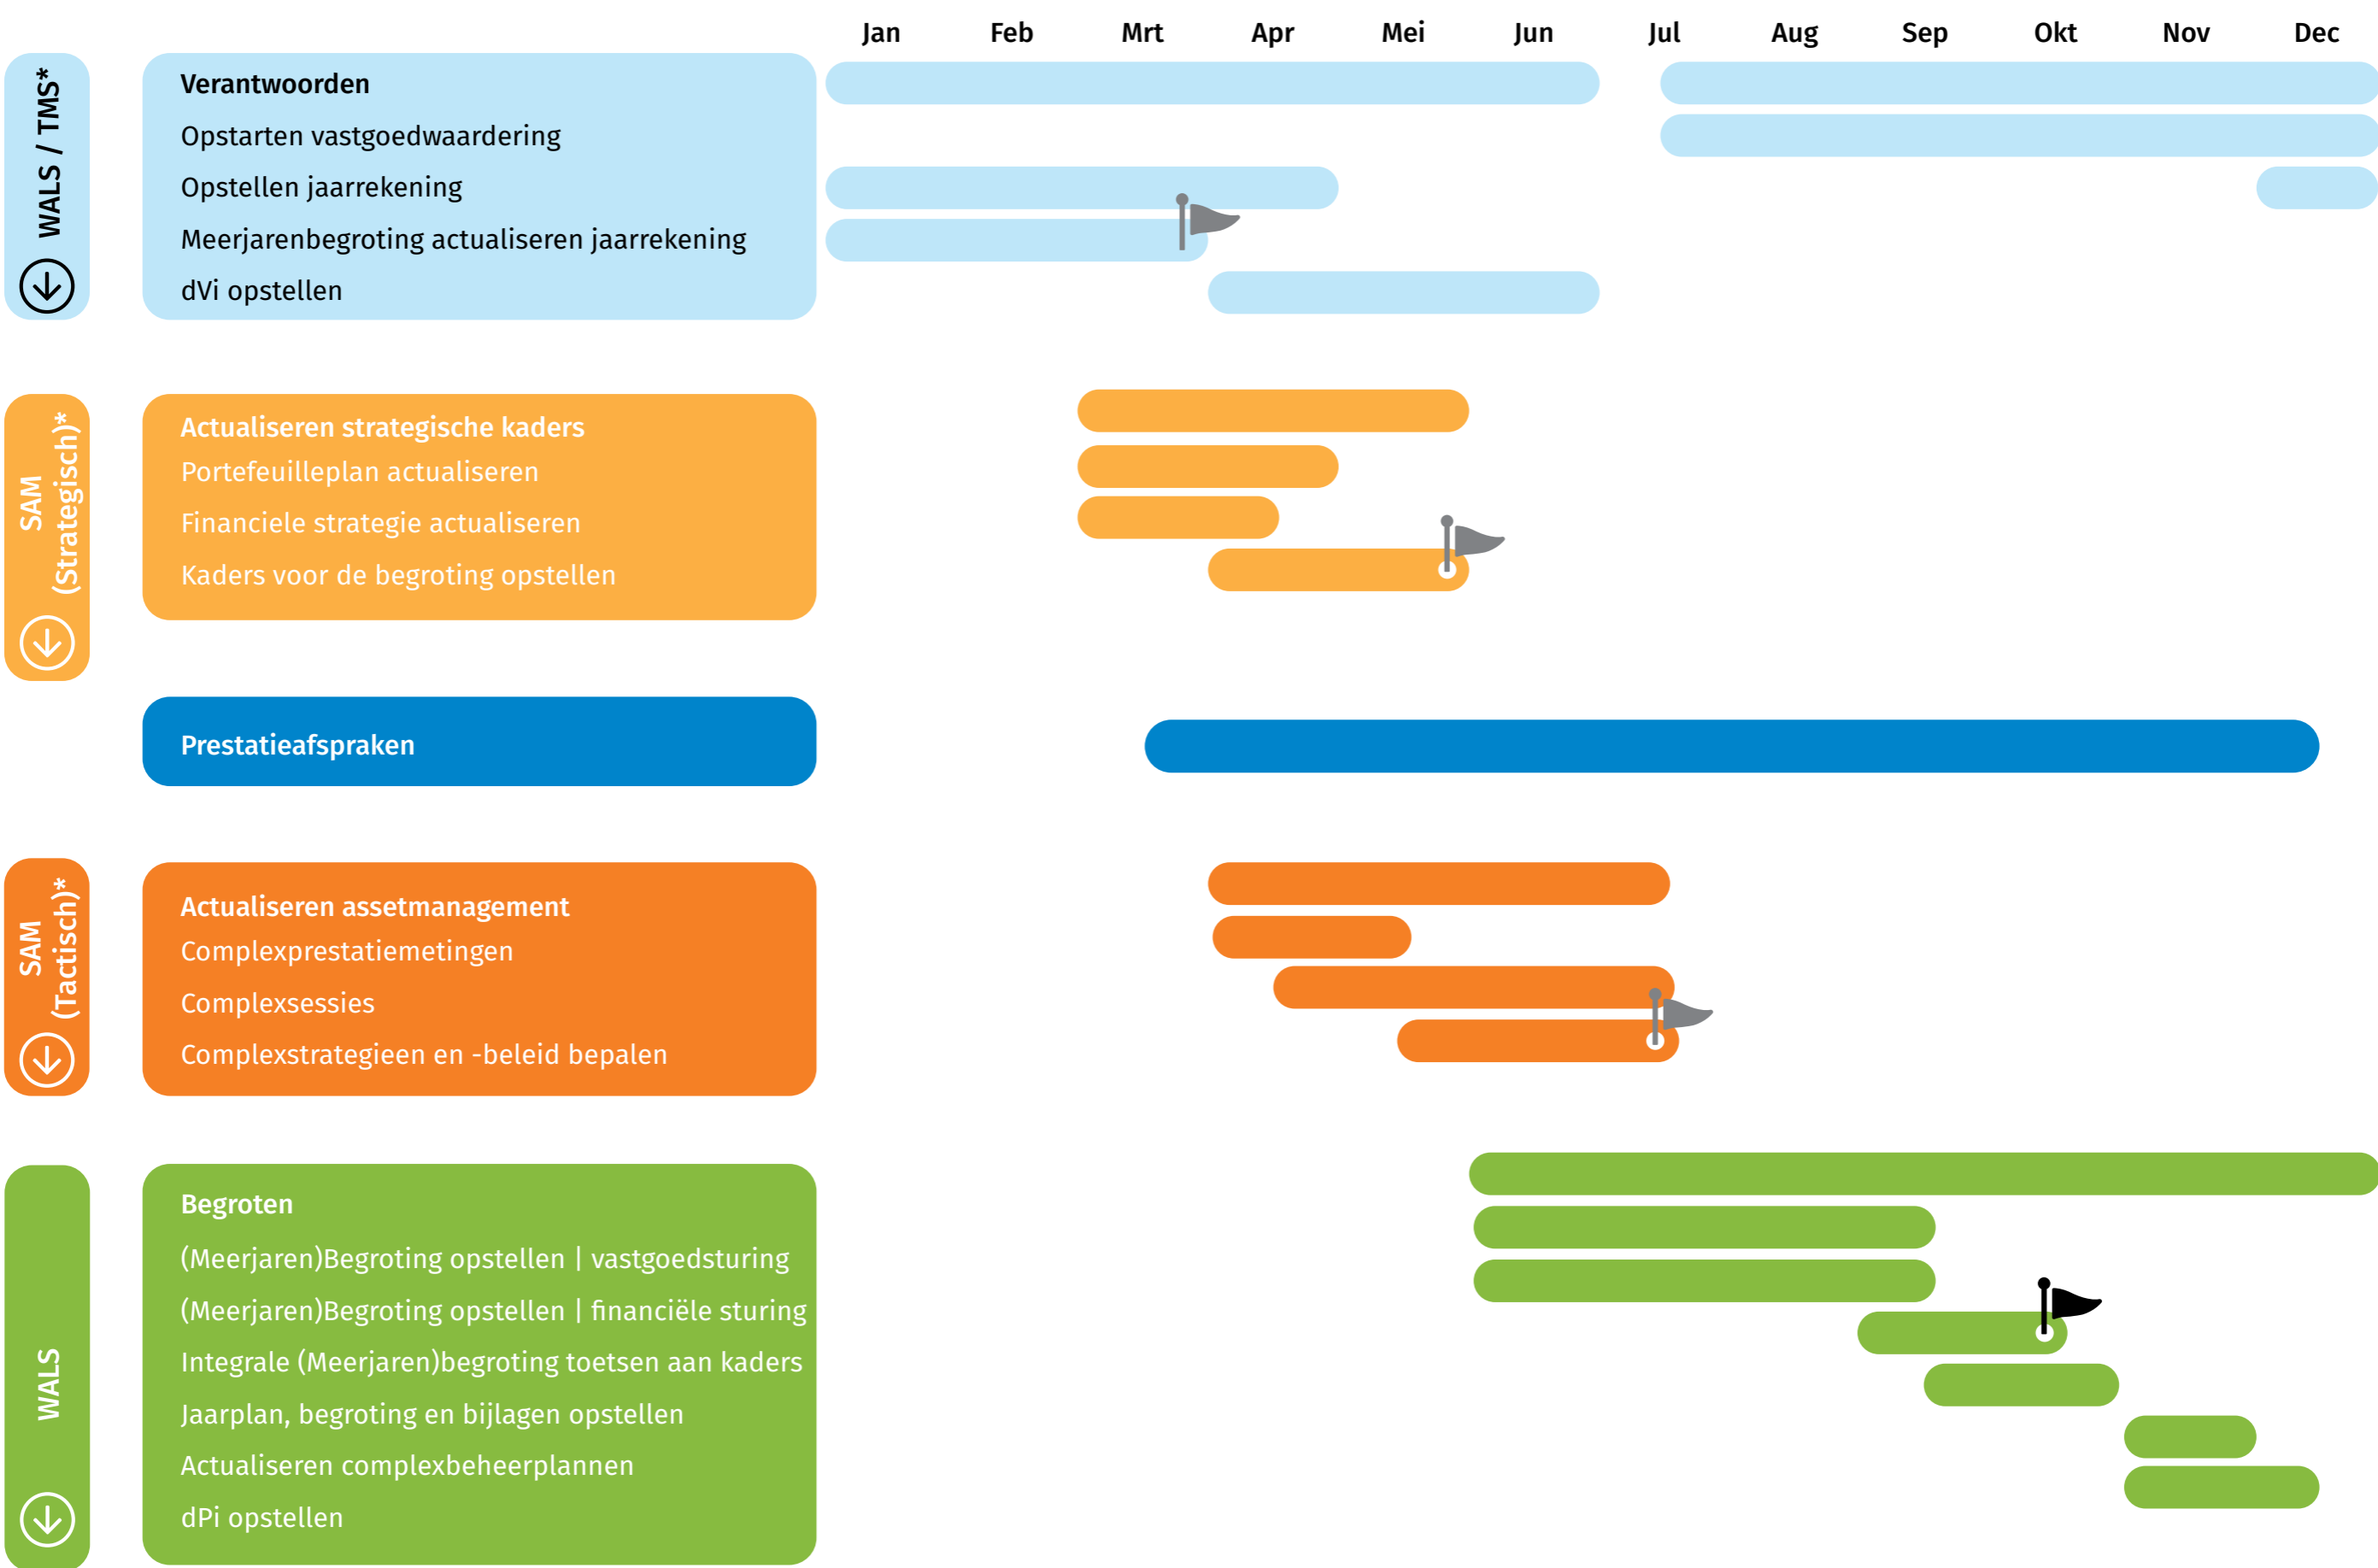 Jan Feb Mrt Apr Mei Jun Jul Aug Sep Okt Nov Dec
WALS / TMS*
Verantwoorden
Opstarten vastgoedwaardering
Opstellen jaarrekening
Meerjarenbegroting actualiseren jaarrekening
dVi opstellen
SAM
(Strategisch)*
Actualiseren strategische kaders
Portefeuilleplan actualiseren
Financiele strategie actualiseren
Kaders voor de begroting opstellen
Prestatieafspraken
SAM
(Tactisch)*
Actualiseren assetmanagement
Complexprestatiemetingen
Complexsessies
Complexstrategieen en -beleid bepalen
WALS
Begroten
(Meerjaren)Begroting opstellen | vastgoedsturing
(Meerjaren)Begroting opstellen | financiële sturing
Integrale (Meerjaren)begroting toetsen aan kaders
Jaarplan, begroting en bijlagen opstellen
Actualiseren complexbeheerplannen
dPi opstellen